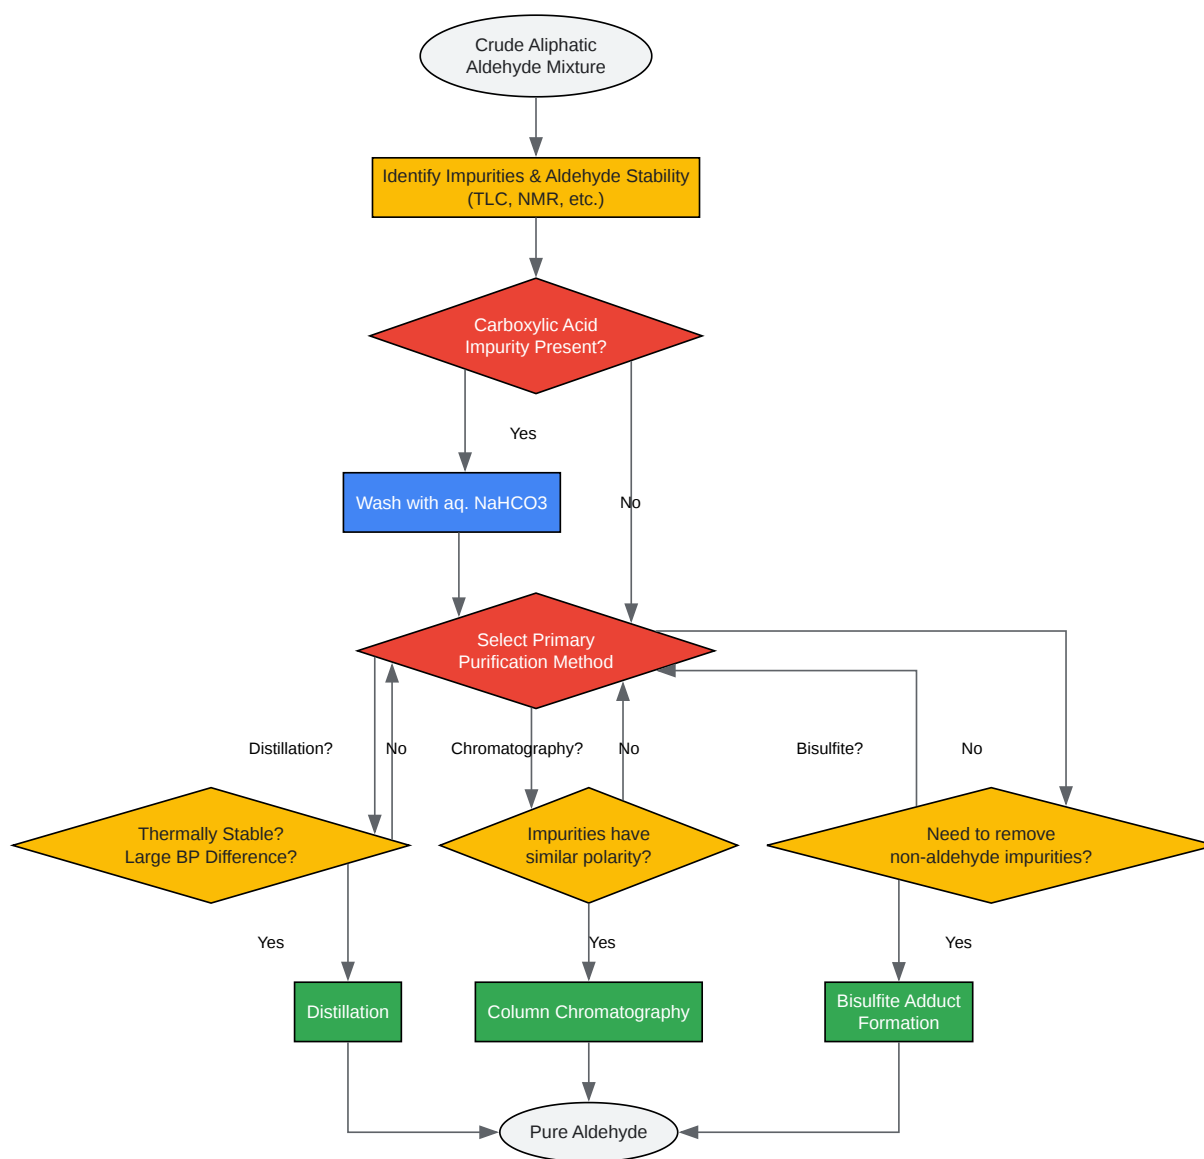 Crude Aliphatic
Aldehyde Mixture
Identify Impurities & Aldehyde Stability
(TLC, NMR, etc.)
Carboxylic Acid
Impurity Present?
Yes
Wash with aq. NaHCO3
No
Select Primary
Purification Method
Distillation?
No
Chromatography?
No
Bisulfite?
No
Thermally Stable?
Large BP Difference?
Impurities have
similar polarity?
Need to remove
non-aldehyde impurities?
Yes
Yes
Yes
Distillation
Column Chromatography
Bisulfite Adduct
Formation
Pure Aldehyde